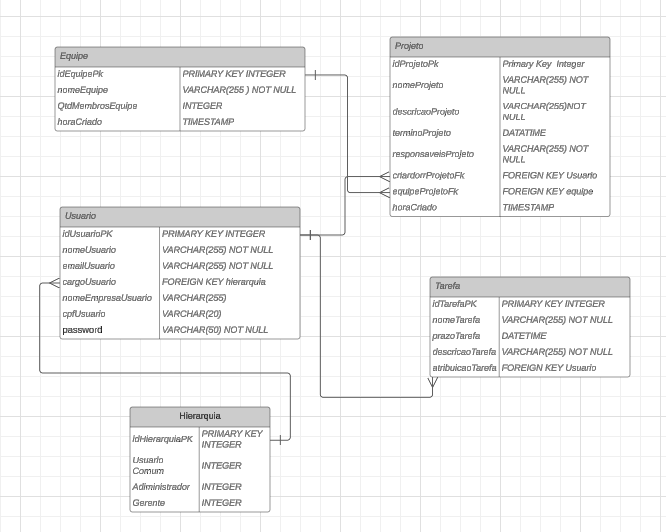 Equipe
idEquipePk PRIMARY KEY INTEGER
nomeEquipe VARCHAR(255 ) NOT NULL
QtdMembrosEquipe INTEGER
horaCriado TIMESTAMP
Projeto
idProjetoPk Primary Key Integer
nomeProjeto VARCHAR(255) NOT
NULL
descricaoProjeto VARCHAR(255)NOT
NULL
terminoProjeto DATATIME
responsaveisProjeto VARCHAR(255) NOT
NULL
criardorrProjetoFk FOREIGN KEY Usuario
equipeProjetoFk FOREIGN KEY equipe
horaCriado TIMESTAMP
Usuario
idUsuarioPK PRIMARY KEY INTEGER
nomeUsuario VARCHAR(255) NOT NULL
emailUsuario VARCHAR(255) NOT NULL
cargoUsuario FOREIGN KEY hierarquia
nomeEmpresaUsuario VARCHAR(255)
cpfUsuario VARCHAR(20)
password VARCHAR(50) NOT NULL
Tarefa
idTarefaPK PRIMARY KEY INTEGER
nomeTarefa VARCHAR(255) NOT NULL
prazoTarefa DATETIME
descricaoTarefa VARCHAR(255) NOT NULL
atribuicaoTarefa FOREIGN KEY Usuario
Hierarquia
idHierarquiaPK PRIMARY KEY
INTEGER
Usuario
Comum INTEGER
Administrador INTEGER
Gerente INTEGER